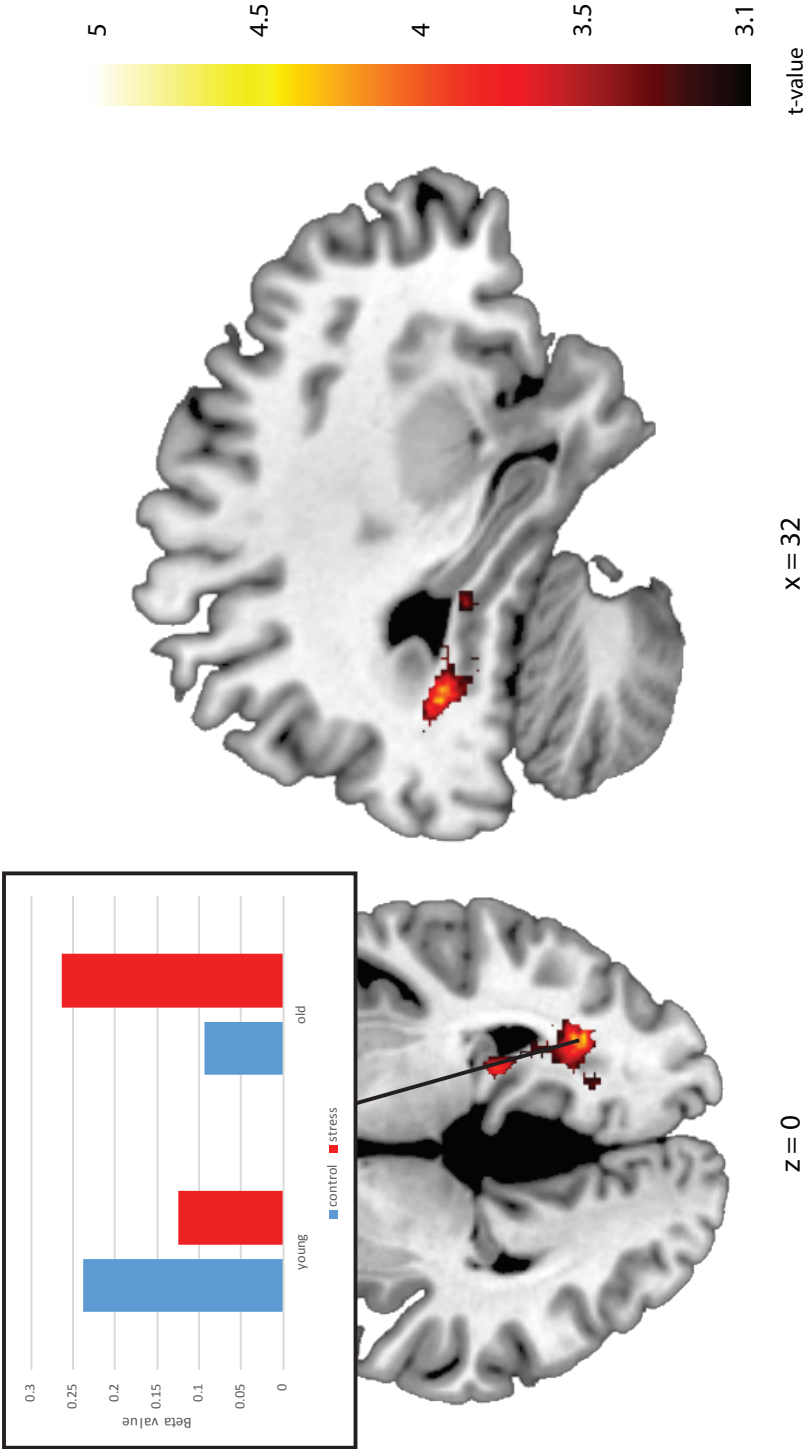 Beta value
0.3
0.25
0.2
0.15
0.1
0.05
0
young
old
control stress
z = 0
x = 32
5
4.5
4
3.5
3.1
t-value